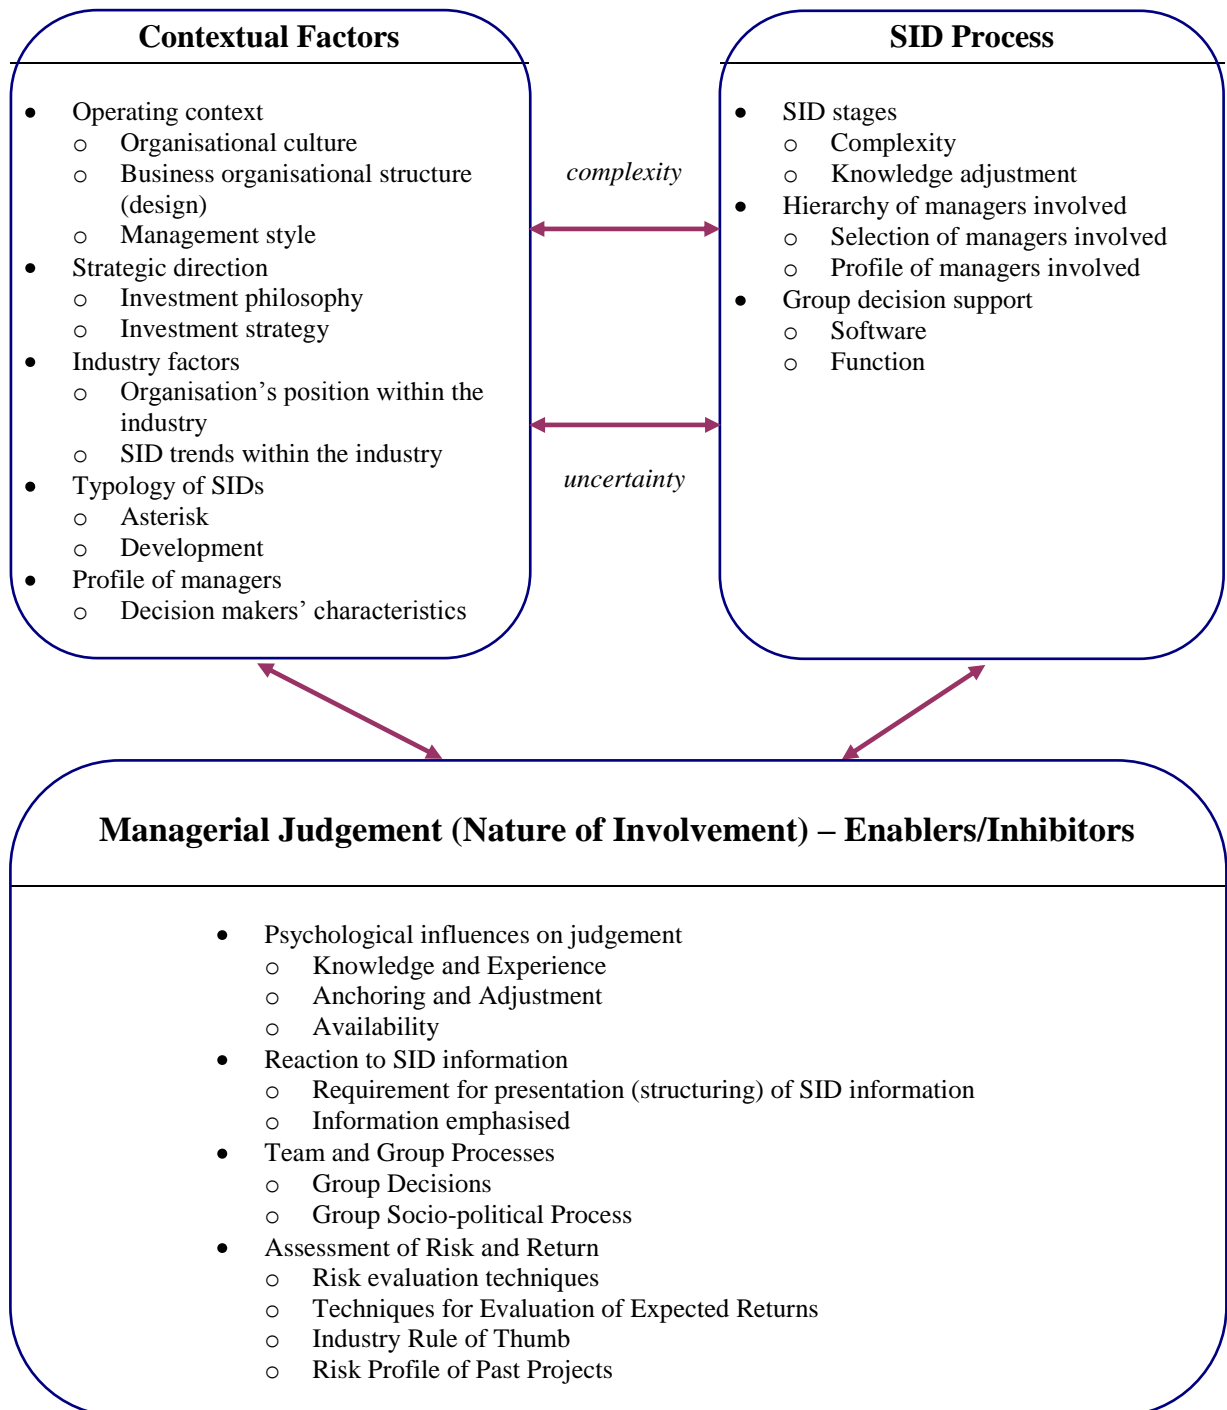 Contextual Factors
• Operating context
o Organisational culture
o Business organisational structure
(design)
o Management style
• Strategic direction
o Investment philosophy
o Investment strategy
• Industry factors
o Organisation’s position within the
industry
o SID trends within the industry
• Typology of SIDs
o Asterisk
o Development
• Profile of managers
o Decision makers’ characteristics
complexity
uncertainty
SID Process
• SID stages
o Complexity
o Knowledge adjustment
• Hierarchy of managers involved
o Selection of managers involved
o Profile of managers involved
• Group decision support
o Software
o Function
Managerial Judgement (Nature of Involvement) – Enablers/Inhibitors
• Psychological influences on judgement
o Knowledge and Experience
o Anchoring and Adjustment
o Availability
• Reaction to SID information
o Requirement for presentation (structuring) of SID information
o Information emphasised
• Team and Group Processes
o Group Decisions
o Group Socio-political Process
• Assessment of Risk and Return
o Risk evaluation techniques
o Techniques for Evaluation of Expected Returns
o Industry Rule of Thumb
o Risk Profile of Past Projects